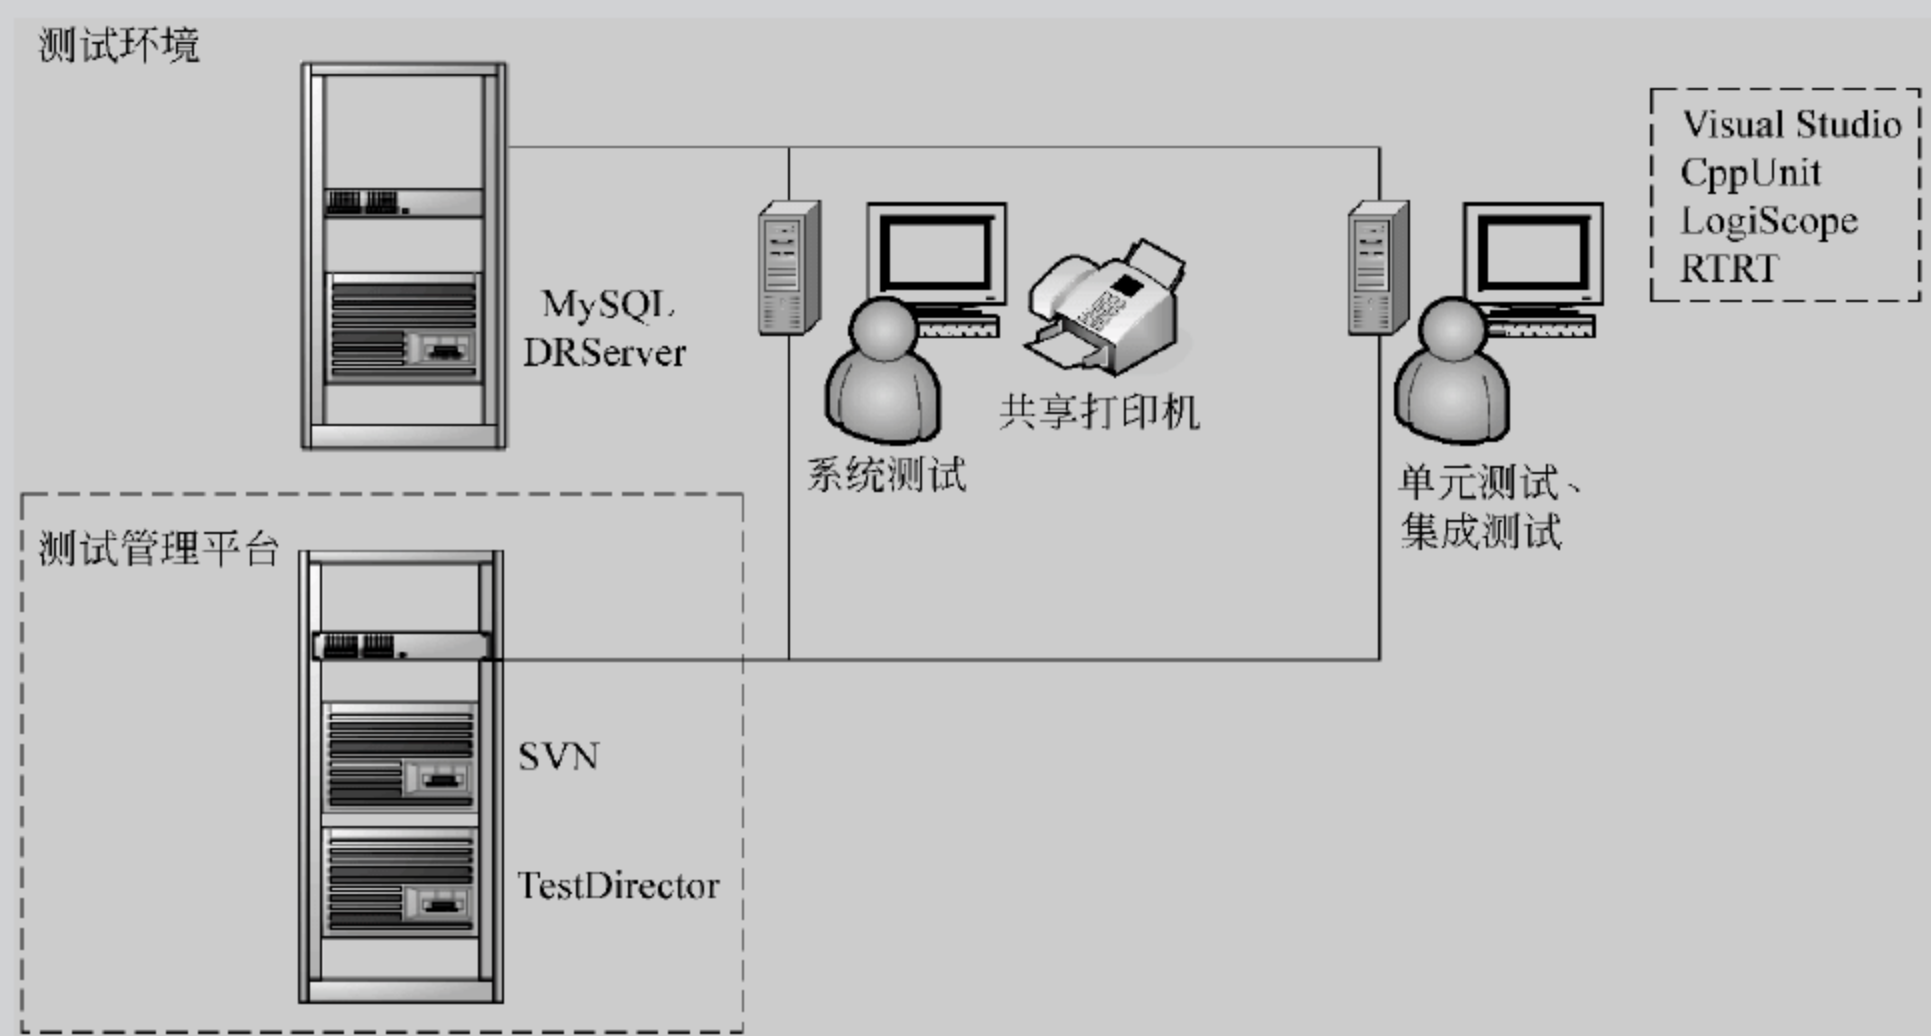 测试环境
Visual Studio
CppUnit
LogiScope
RTRT
MySQL、
DRServer
共享打印机
系统测试
单元测试、
集成测试
测试管理平台
SVN
TestDirector